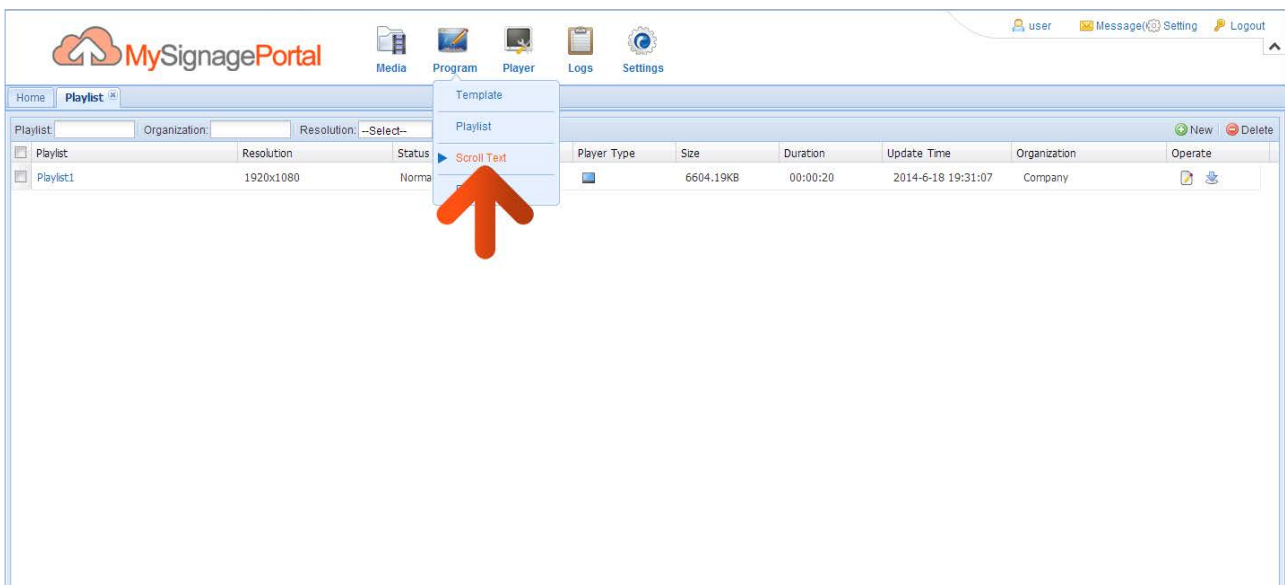 user Message( Setting Logout
MySignagePortal
Media Program Player Logs Settings
Home Playlist
Template
Playlist: Organization: Resolution: --Select--
Playlist
New Delete
Playlist Resolution Status Player Type Size Duration Update Time Organization Operate
Scroll Text
Playlist1 1920x1080 Norma 6604.19KB 00:00:20 2014-6-18 19:31:07 Company